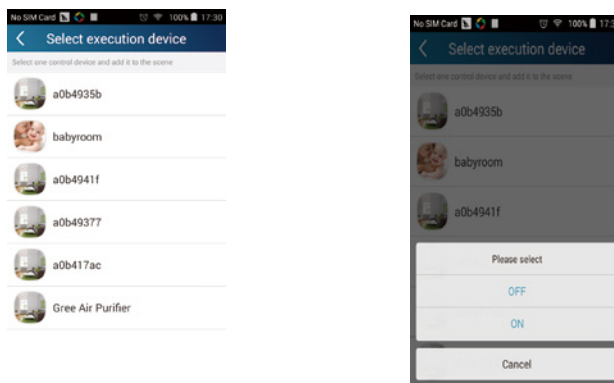 No SIM Card 100% 17:30
Select execution device
Select one control device and add it to the scene
a0b4935b
babyroom
a0b4941f
a0b49377
a0b417ac
Gree Air Purifier
No SIM Card 100% 17:3
Select execution device
Select one control device and add it to the scene
a0b4935b
babyroom
a0b4941f
Please select
OFF
ON
Cancel